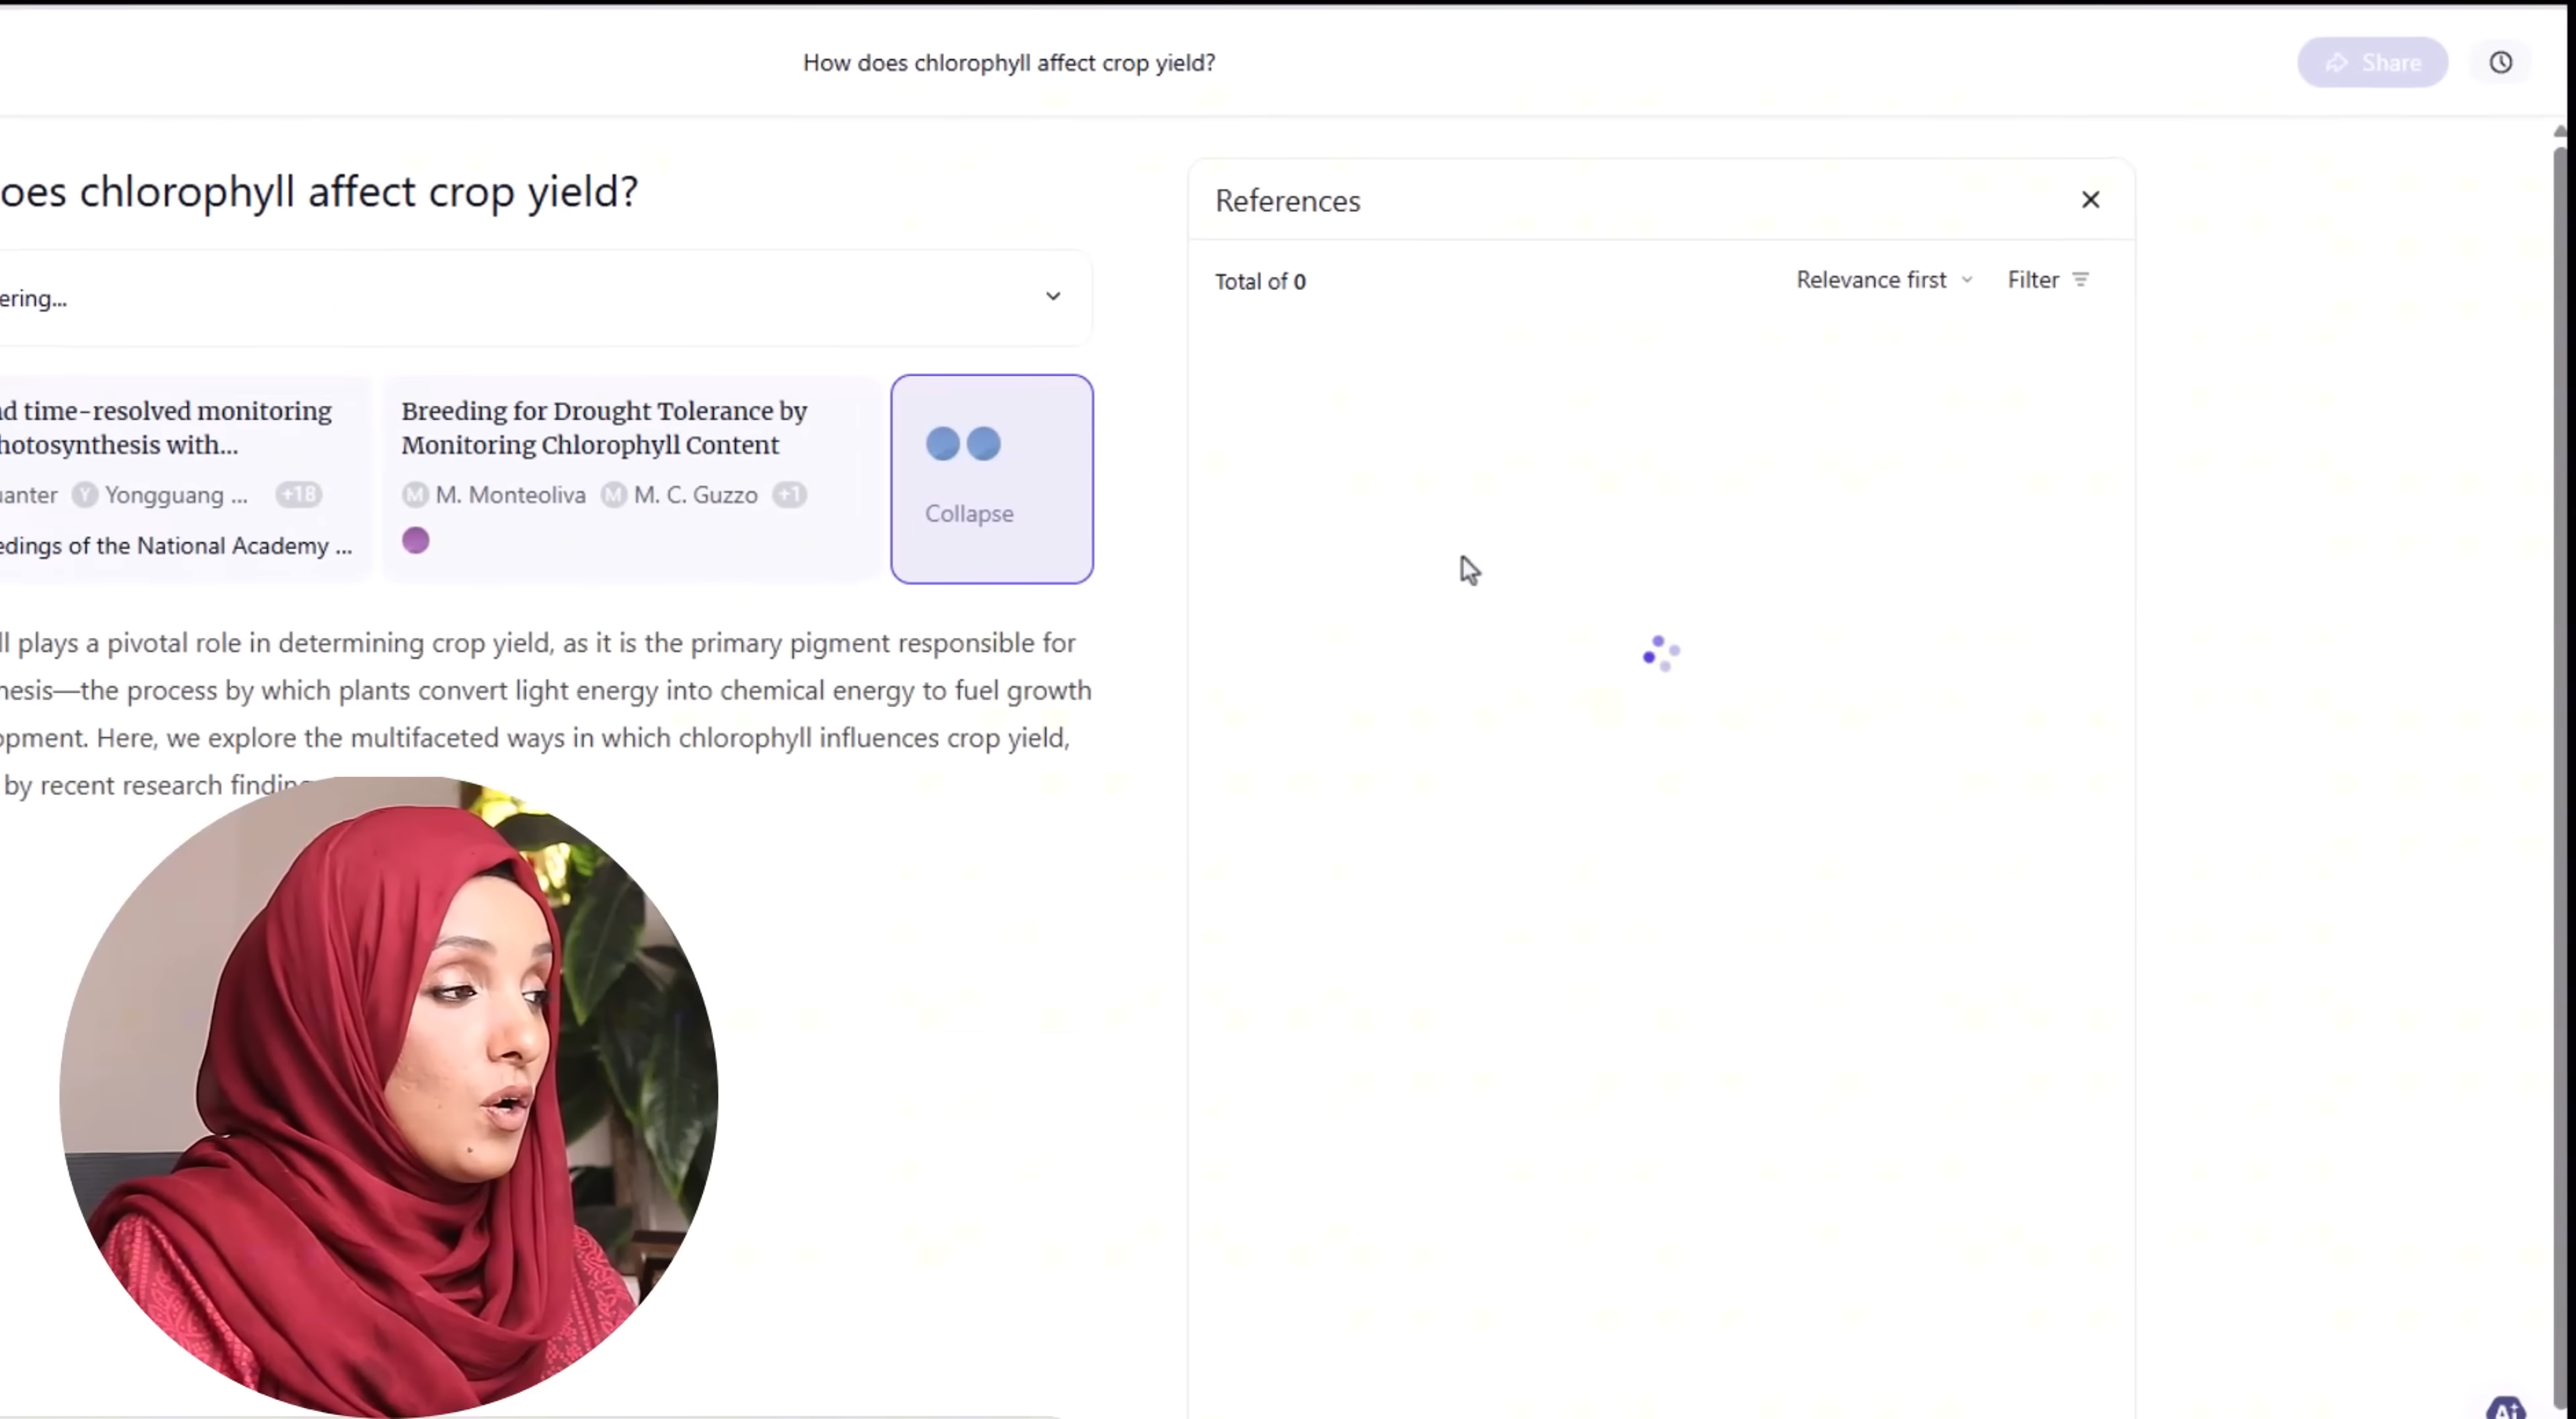 How does chlorophyll affect crop yield?
Share
oes chlorophyll affect crop yield?
ering...
nd time-resolved monitoring
hotosynthesis with...
uanter Y Yongguang ... +18
edings of the National Academy ...
Breeding for Drought Tolerance by
Monitoring Chlorophyll Content
M M. Monteoliva M M. C. Guzzo +1
Collapse
ll plays a pivotal role in determining crop yield, as it is the primary pigment responsible for
nesis—the process by which plants convert light energy into chemical energy to fuel growth
opment. Here, we explore the multifaceted ways in which chlorophyll influences crop yield,
by recent research finding
References
Total of 0
Relevance first
Filter
Ai